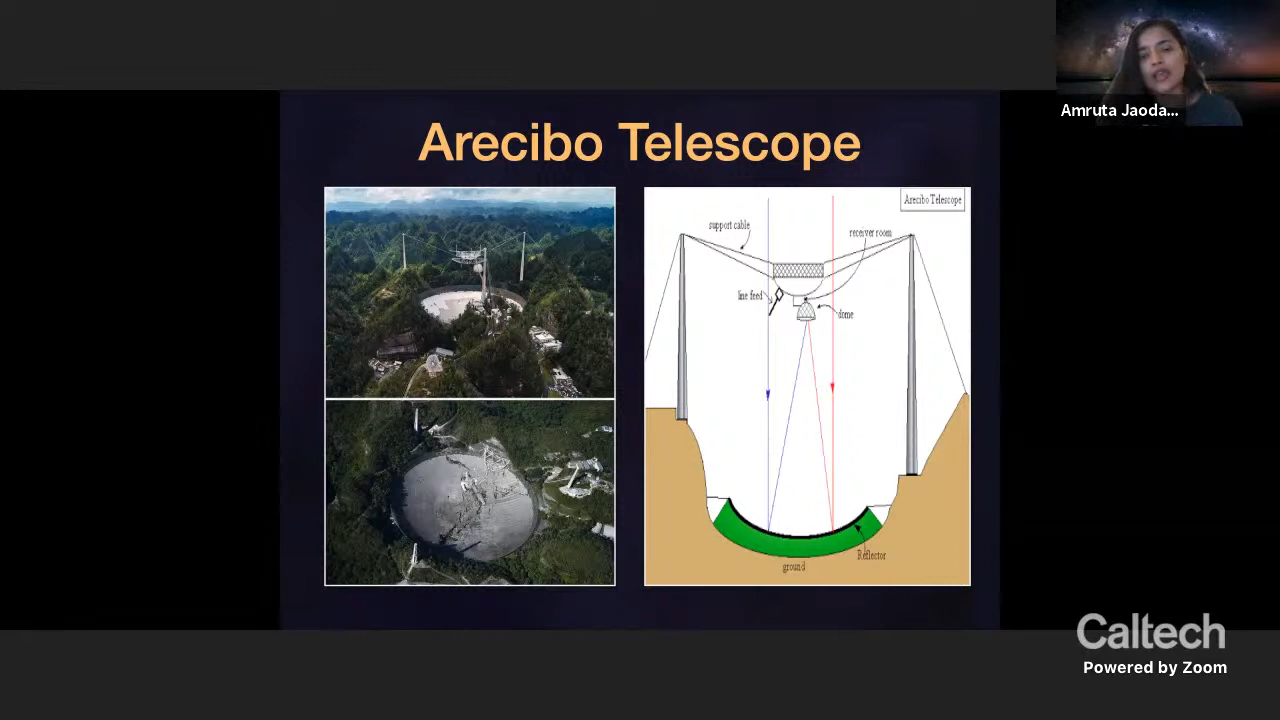 Amruta Jaoda...
Arecibo Telescope
Arecibo Telescope
support cable
receiver room
line feed
dome
Reflector
ground
Caltech
Powered by Zoom